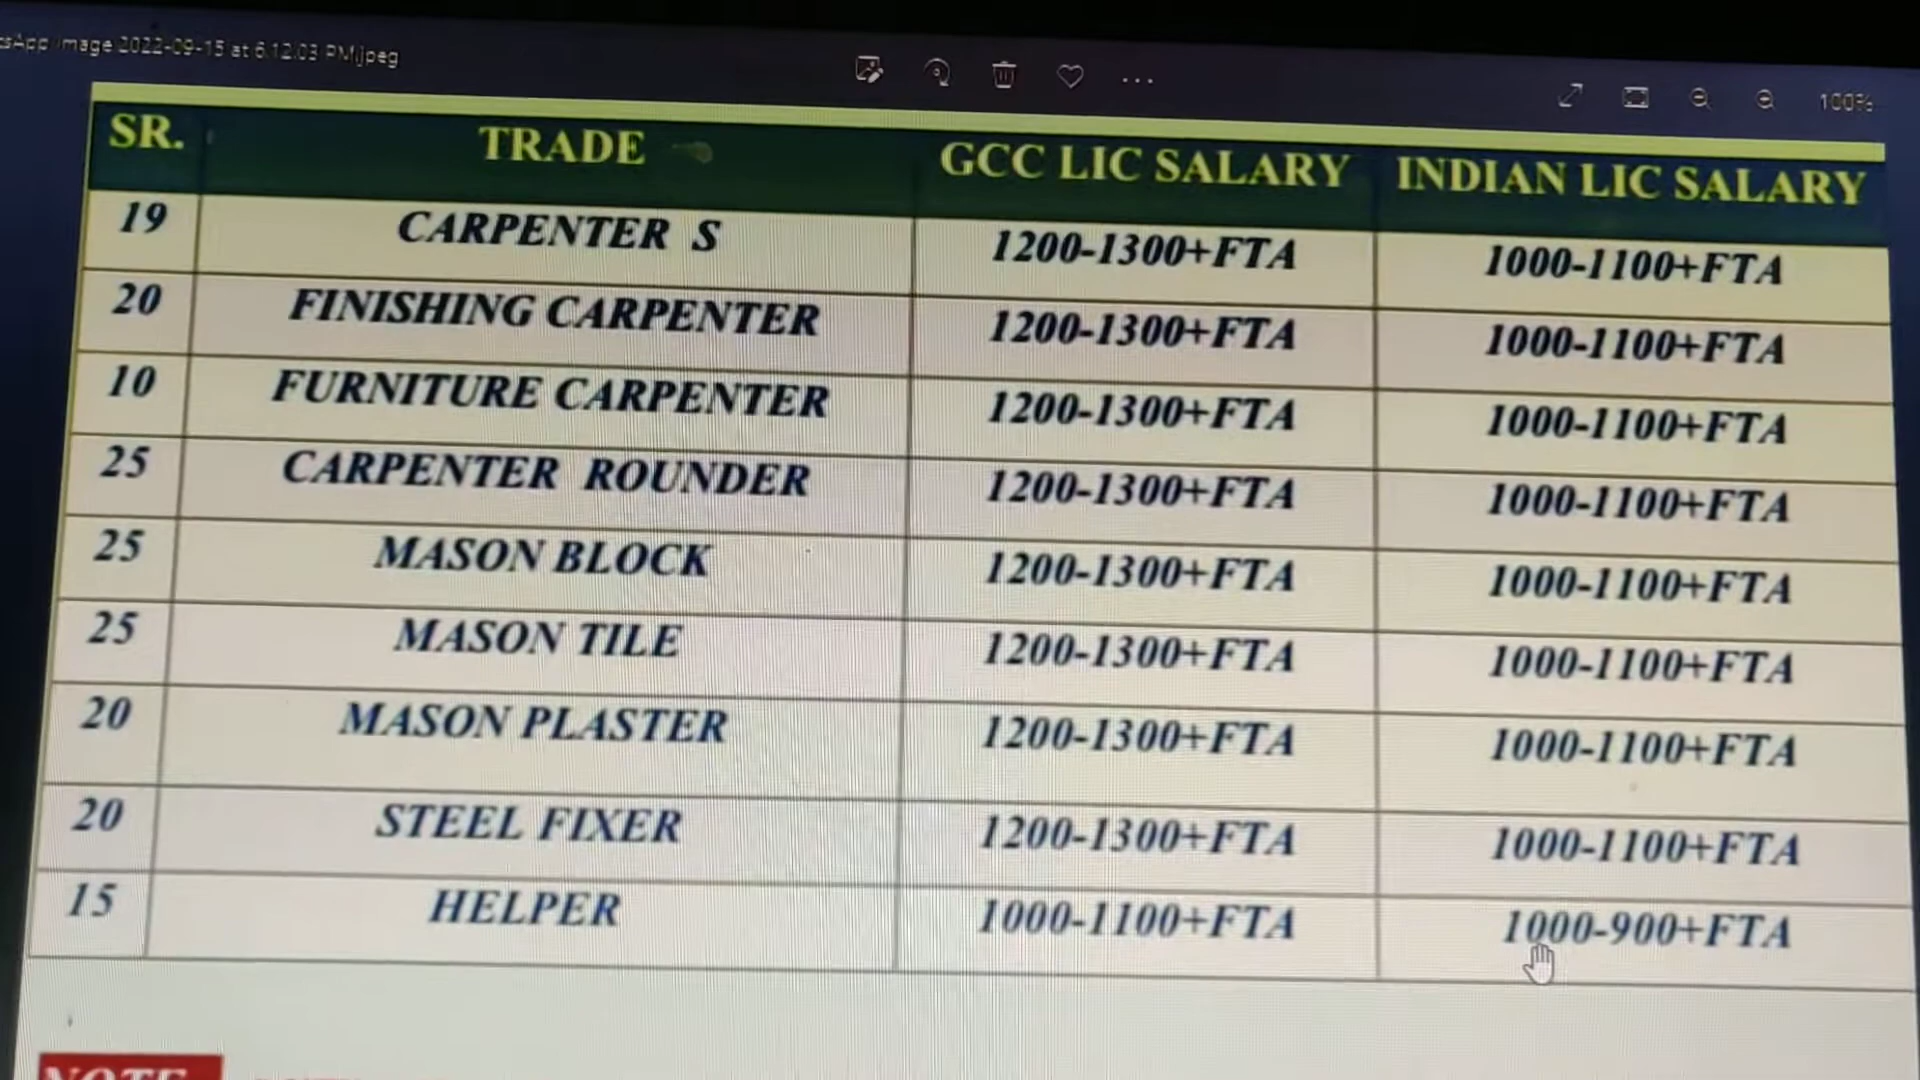 Image 2022-09-15 at 6.12.03 PM.jpeg
100%
SR. TRADE GCC LIC SALARY INDIAN LIC SALARY
19 CARPENTER S 1200-1300+FTA 1000-1100+FTA
20 FINISHING CARPENTER 1200-1300+FTA 1000-1100+FTA
10 FURNITURE CARPENTER 1200-1300+FTA 1000-1100+FTA
25 CARPENTER ROUNDER 1200-1300+FTA 1000-1100+FTA
25 MASON BLOCK 1200-1300+FTA 1000-1100+FTA
25 MASON TILE 1200-1300+FTA 1000-1100+FTA
20 MASON PLASTER 1200-1300+FTA 1000-1100+FTA
20 STEEL FIXER 1200-1300+FTA 1000-1100+FTA
15 HELPER 1000-1100+FTA 1000-900+FTA
NOTE